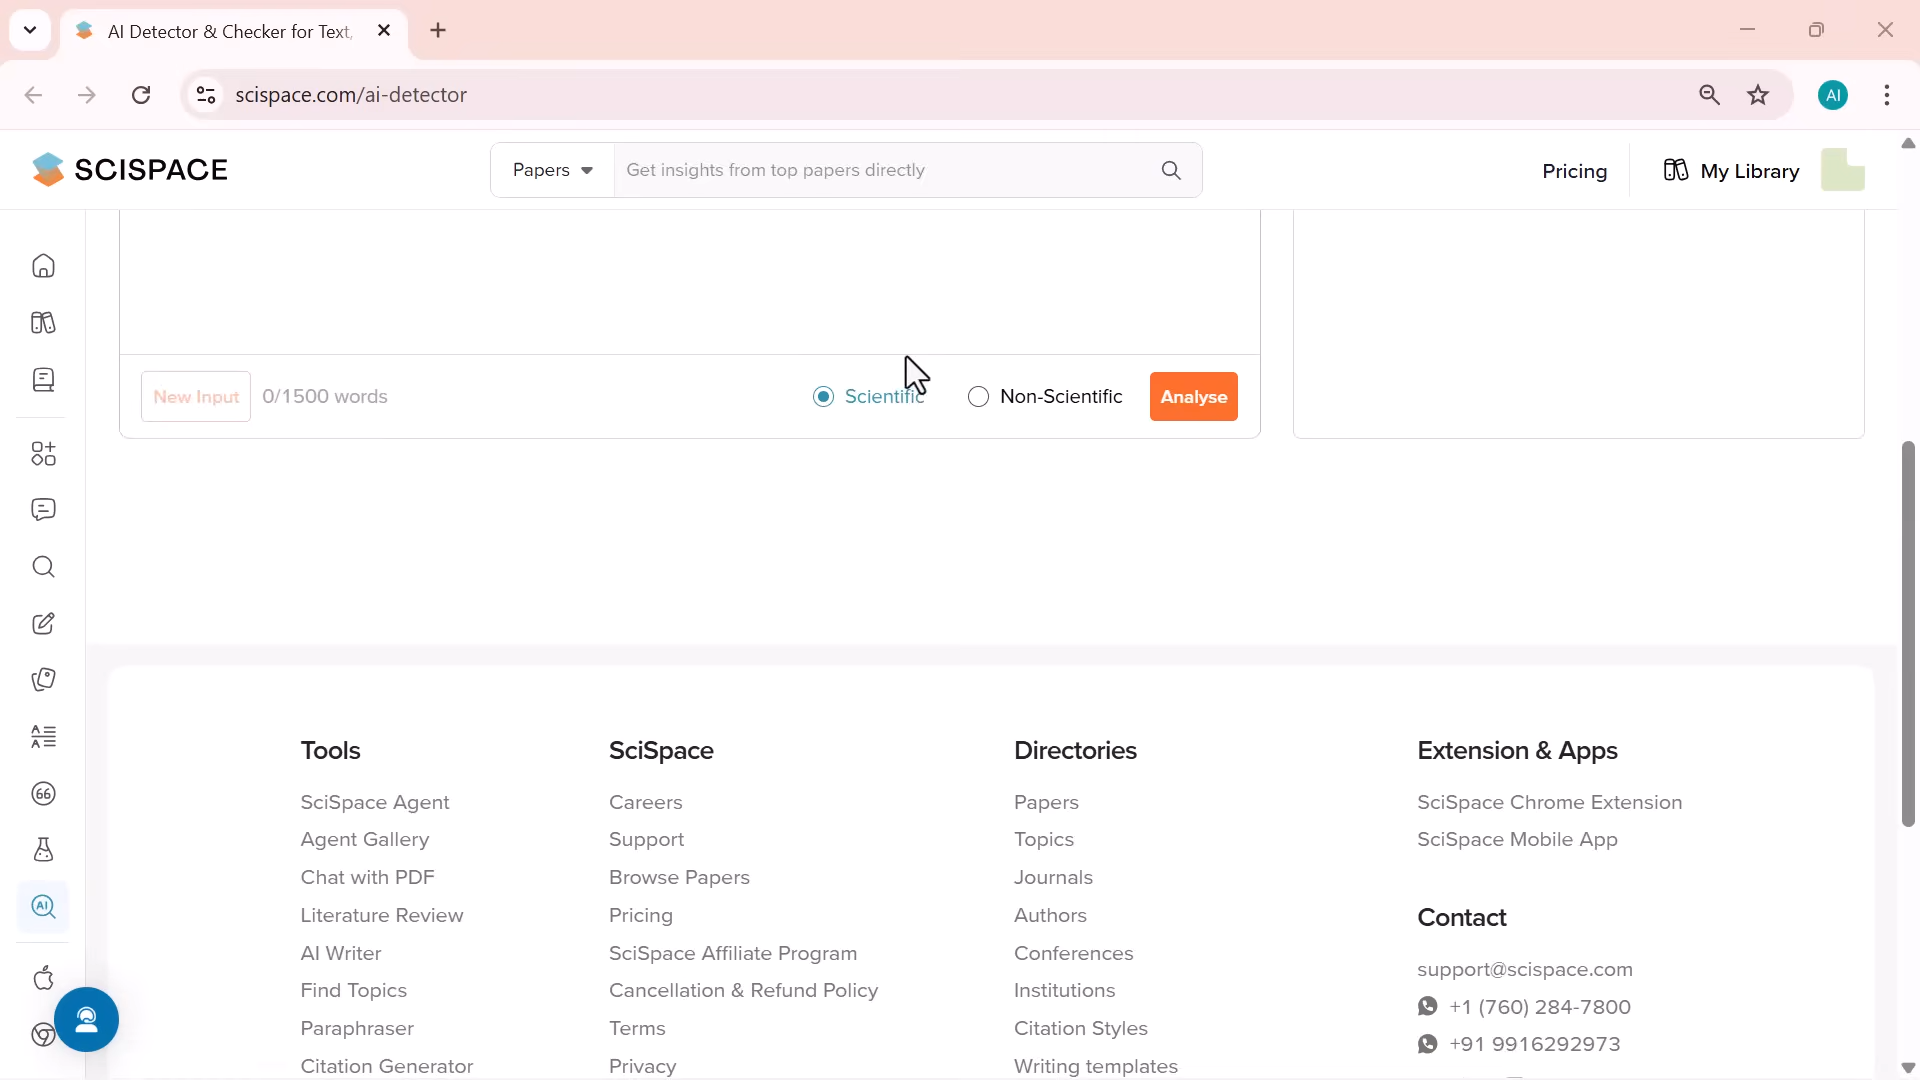 AI Detector & Checker for Text,
scispace.com/ai-detector
AI
SCISPACE
Papers
Get insights from top papers directly
Pricing
My Library
New Input
0/1500 words
Scientific
Non-Scientific
Analyse
Tools
SciSpace Agent
Agent Gallery
Chat with PDF
Literature Review
AI Writer
Find Topics
Paraphraser
Citation Generator
SciSpace
Careers
Support
Browse Papers
Pricing
SciSpace Affiliate Program
Cancellation & Refund Policy
Terms
Privacy
Directories
Papers
Topics
Journals
Authors
Conferences
Institutions
Citation Styles
Writing templates
Extension & Apps
SciSpace Chrome Extension
SciSpace Mobile App
Contact
support@scispace.com
+1 (760) 284-7800
+91 9916292973